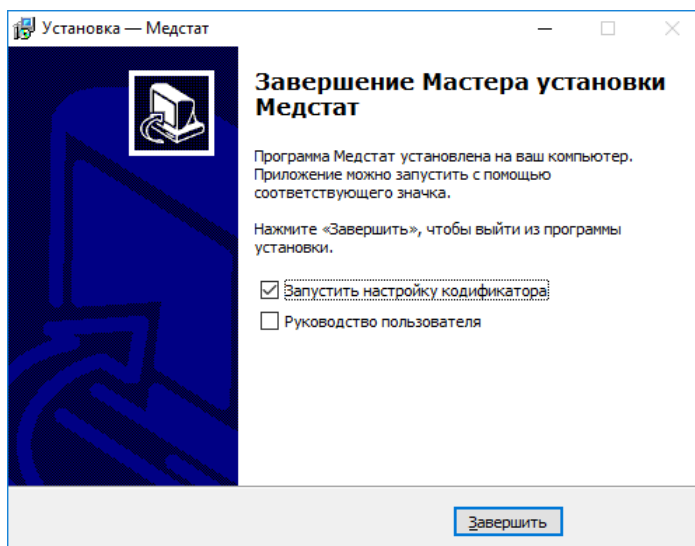 Установка — Медстат
Завершение Мастера установки
Медстат
Программа Медстат установлена на ваш компьютер.
Приложение можно запустить с помощью
соответствующего значка.
Нажмите «Завершить», чтобы выйти из программы
установки.
Запустить настройку кодификатора
Руководство пользователя
Завершить